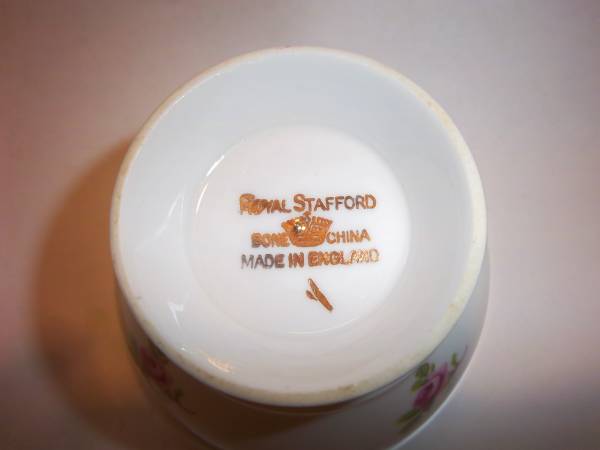 ROYAL STAFFORD
BONE CHINA
MADE IN ENGLAND